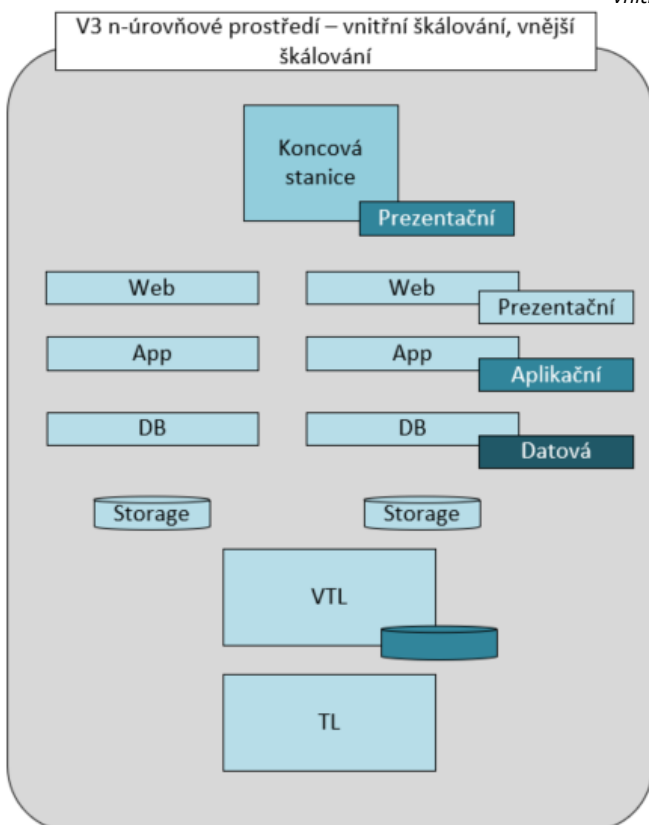 V3 n-úrovňové prostředí – vnitřní škálování, vnější
škálování
Koncová
stanice
Prezentační
Web
Web
Prezentační
App
App
Aplikační
DB
DB
Datová
Storage
Storage
VTL
TL